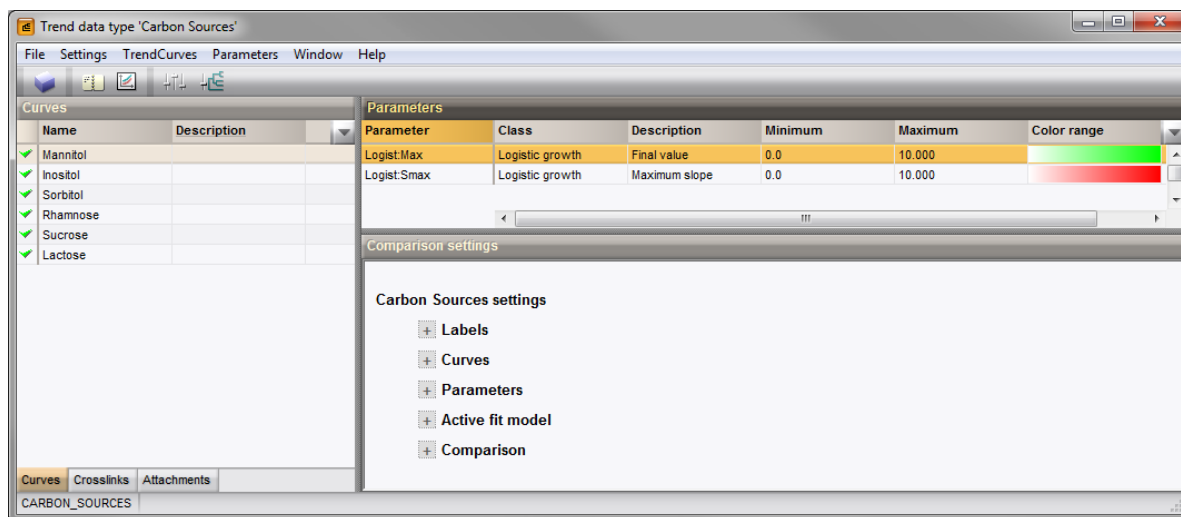 Trend data type 'Carbon Sources'
File Settings TrendCurves Parameters Window Help
Curves
Name Description
Mannitol
Inositol
Sorbitol
Rhamnose
Sucrose
Lactose
Curves Crosslinks Attachments
Parameters
Parameter Class Description Minimum Maximum Color range
Logist:Max Logistic growth Final value 0.0 10.000
Logist:Smax Logistic growth Maximum slope 0.0 10.000
Comparison settings
Carbon Sources settings
+ Labels
+ Curves
+ Parameters
+ Active fit model
+ Comparison
CARBON_SOURCES